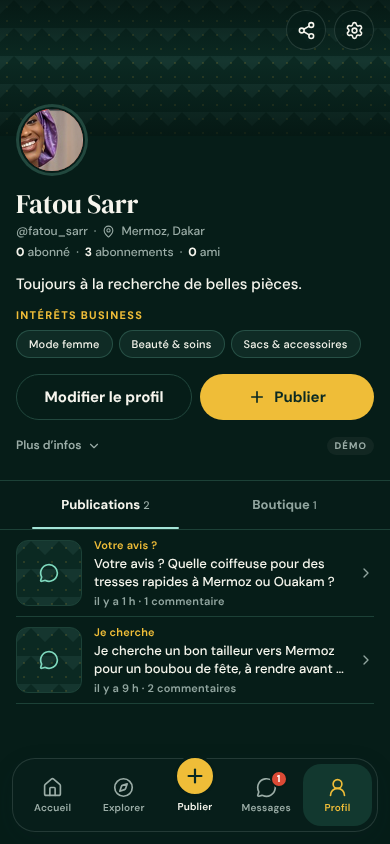 Fatou Sarr
@fatou_sarr · Mermoz, Dakar
0 abonné · 3 abonnements · 0 ami
Toujours à la recherche de belles pièces.
INTÉRÊTS BUSINESS
Mode femme Beauté & soins Sacs & accessoires
Modifier le profil + Publier
Plus d'infos DÉMO
Publications 2 Boutique 1
Votre avis ?
Votre avis ? Quelle coiffeuse pour des
tresses rapides à Mermoz ou Ouakam ?
il y a 1 h · 1 commentaire
Je cherche
Je cherche un bon tailleur vers Mermoz
pour un boubou de fête, à rendre avant ...
il y a 9 h · 2 commentaires
1
Accueil Explorer Publier Messages Profil